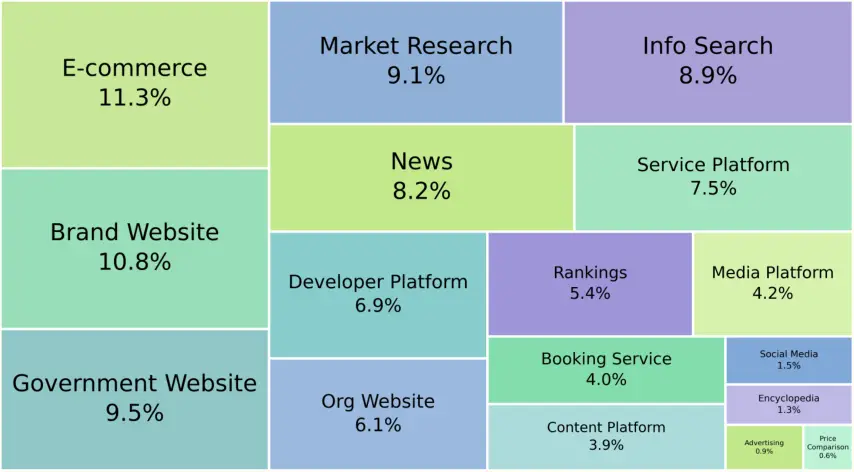 E-commerce
11.3%
Brand Website
10.8%
Government Website
9.5%
Market Research
9.1%
Info Search
8.9%
News
8.2%
Service Platform
7.5%
Developer Platform
6.9%
Org Website
6.1%
Rankings
5.4%
Media Platform
4.2%
Booking Service
4.0%
Content Platform
3.9%
Social Media
1.5%
Encyclopedia
1.3%
Advertising
0.9%
Price
Comparison
0.6%